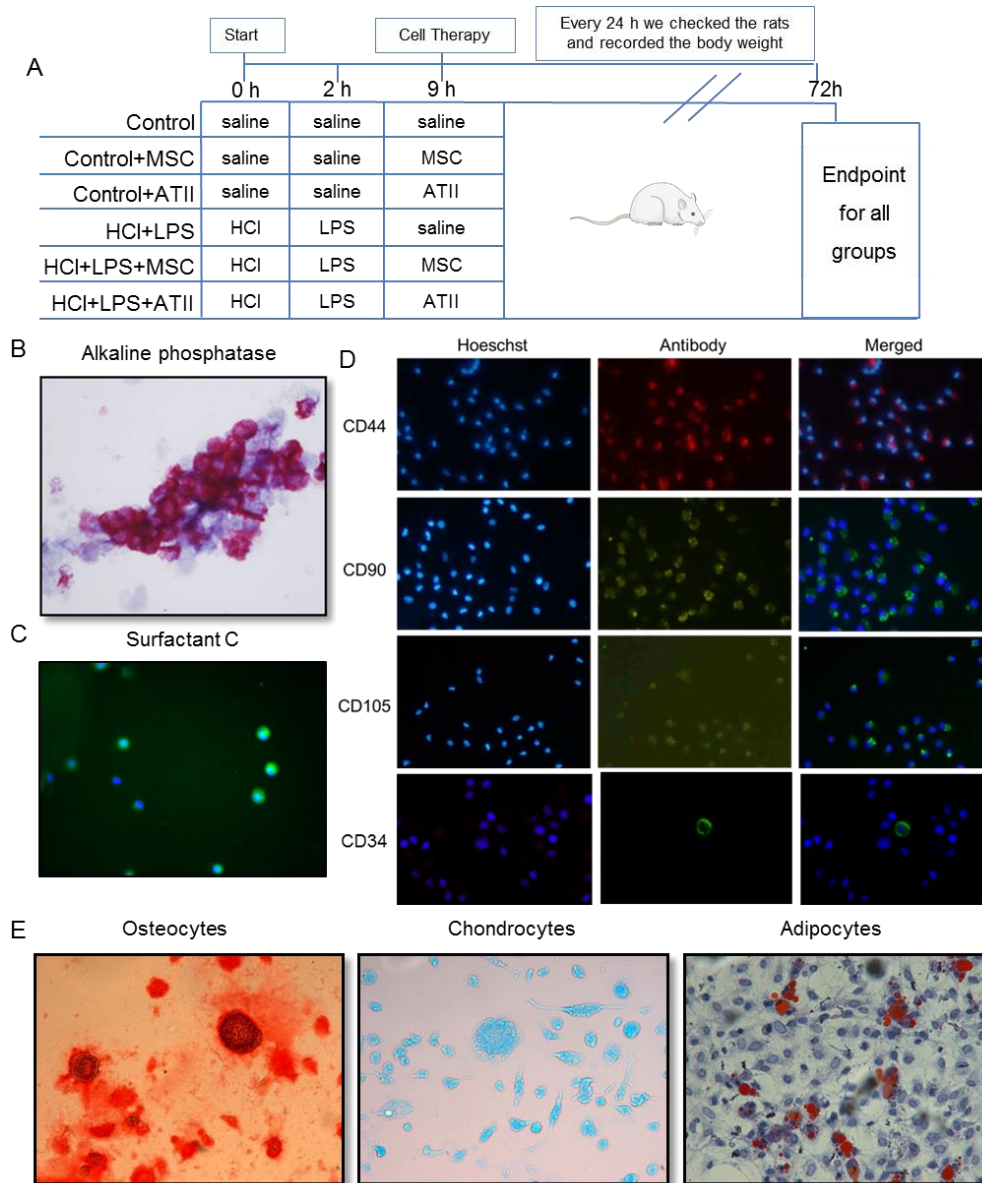 Start
Cell Therapy
Every 24 h we checked the rats
and recorded the body weight
A
0 h 2 h 9 h 72h
Control saline saline saline
Control+MSC saline saline MSC
Control+ATII saline saline ATII
HCl+LPS HCl LPS saline
HCl+LPS+MSC HCl LPS MSC
HCl+LPS+ATII HCl LPS ATII
Endpoint
for all
groups
B
Alkaline phosphatase
C
Surfactant C
D
Hoeschst Antibody Merged
CD44
CD90
CD105
CD34
E
Osteocytes Chondrocytes Adipocytes